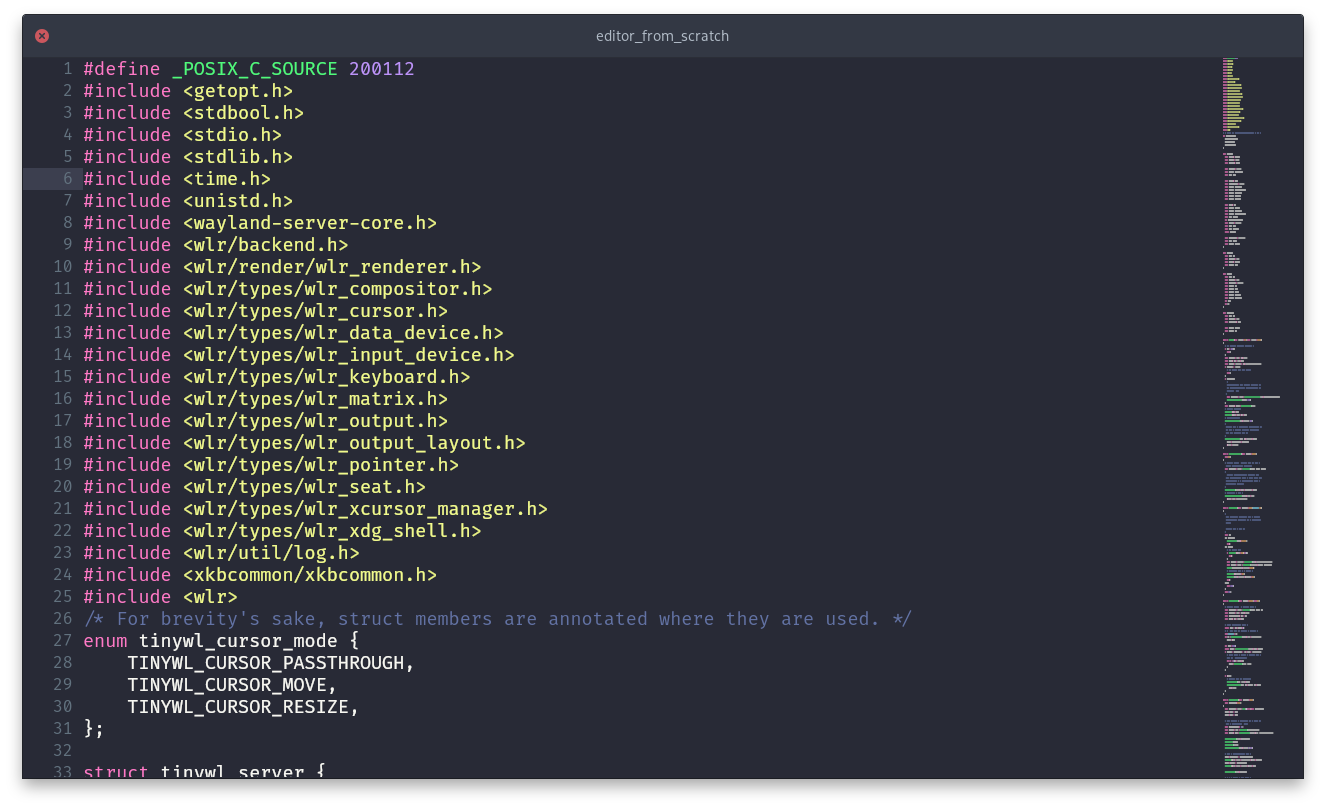 editor_from_scratch
1 #define _POSIX_C_SOURCE 200112
2 #include <getopt.h>
3 #include <stdbool.h>
4 #include <stdio.h>
5 #include <stdlib.h>
6 #include <time.h>
7 #include <unistd.h>
8 #include <wayland-server-core.h>
9 #include <wlr/backend.h>
10 #include <wlr/render/wlr_renderer.h>
11 #include <wlr/types/wlr_compositor.h>
12 #include <wlr/types/wlr_cursor.h>
13 #include <wlr/types/wlr_data_device.h>
14 #include <wlr/types/wlr_input_device.h>
15 #include <wlr/types/wlr_keyboard.h>
16 #include <wlr/types/wlr_matrix.h>
17 #include <wlr/types/wlr_output.h>
18 #include <wlr/types/wlr_output_layout.h>
19 #include <wlr/types/wlr_pointer.h>
20 #include <wlr/types/wlr_seat.h>
21 #include <wlr/types/wlr_xcursor_manager.h>
22 #include <wlr/types/wlr_xdg_shell.h>
23 #include <wlr/util/log.h>
24 #include <xkbcommon/xkbcommon.h>
25 #include <wlr>
26 /* For brevity's sake, struct members are annotated where they are used. */
27 enum tinywl_cursor_mode {
28     TINYWL_CURSOR_PASSTHROUGH,
29     TINYWL_CURSOR_MOVE,
30     TINYWL_CURSOR_RESIZE,
31 };
32
33 struct tinywl_server {